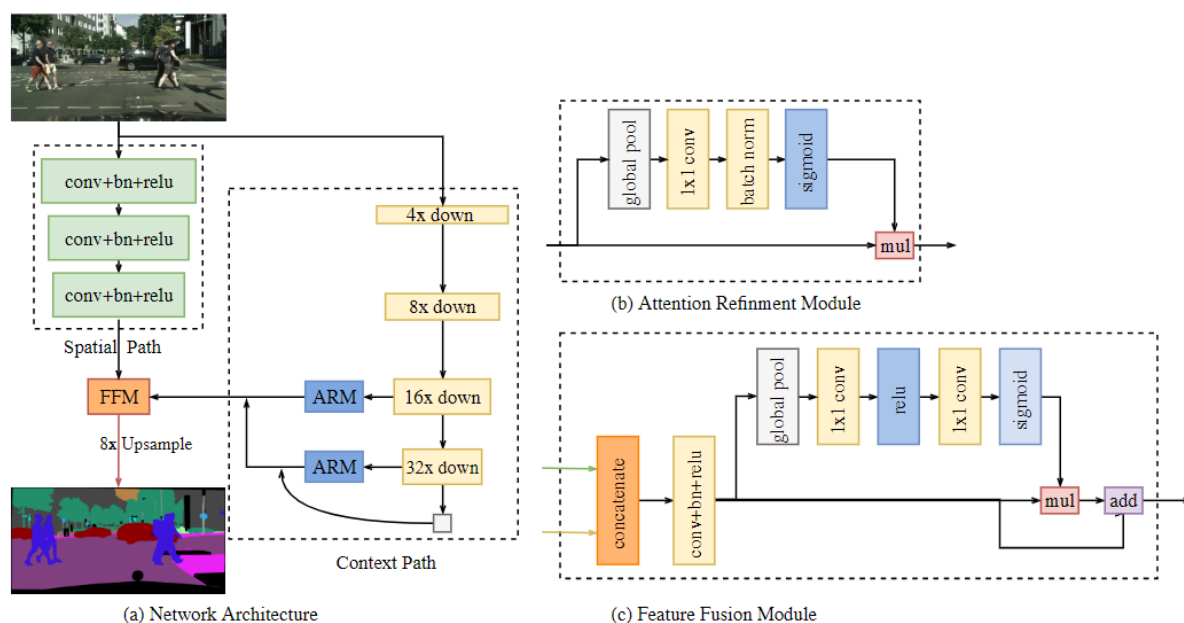 conv+bn+relu
conv+bn+relu
conv+bn+relu
Spatial Path
4x down
8x down
16x down
32x down
ARM
ARM
FFM
8x Upsample
Context Path
(a) Network Architecture
global pool
1x1 conv
batch norm
sigmoid
mul
(b) Attention Refinment Module
concatenate
conv+bn+relu
global pool
1x1 conv
relu
1x1 conv
sigmoid
mul
add
(c) Feature Fusion Module